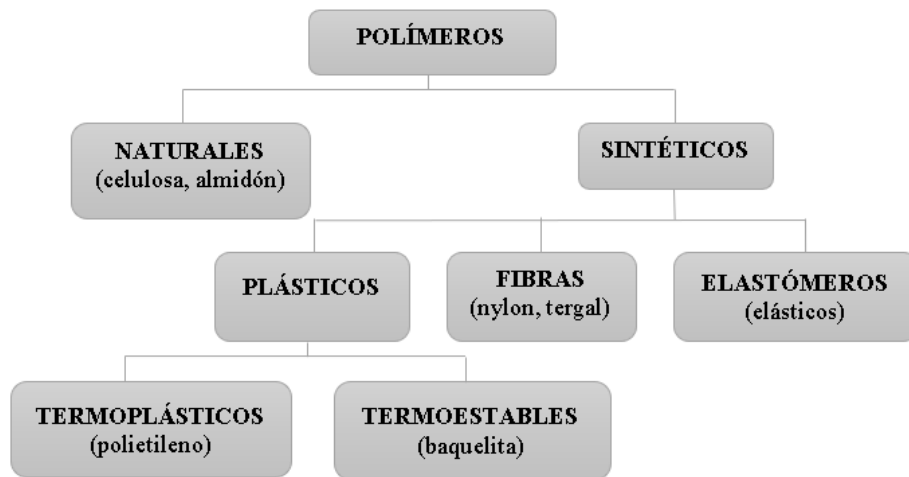 POLÍMEROS
NATURALES
(celulosa, almidón)
SINTÉTICOS
PLÁSTICOS
FIBRAS
(nylon, tergal)
ELASTÓMEROS
(elásticos)
TERMOPLÁSTICOS
(polietileno)
TERMOESTABLES
(baquelita)